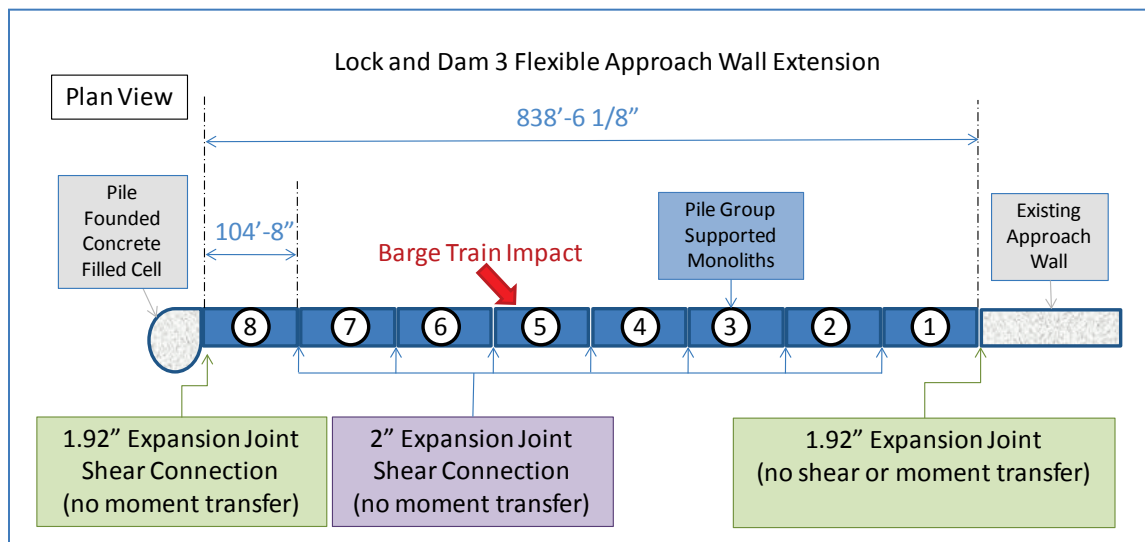 Lock and Dam 3 Flexible Approach Wall Extension
Plan View
838’-6 1/8”
Pile
Founded
Concrete
Filled Cell
104’-8”
Barge Train Impact
Pile Group
Supported
Monoliths
Existing
Approach
Wall
8
7
6
5
4
3
2
1
1.92” Expansion Joint
Shear Connection
(no moment transfer)
2” Expansion Joint
Shear Connection
(no moment transfer)
1.92” Expansion Joint
(no shear or moment transfer)